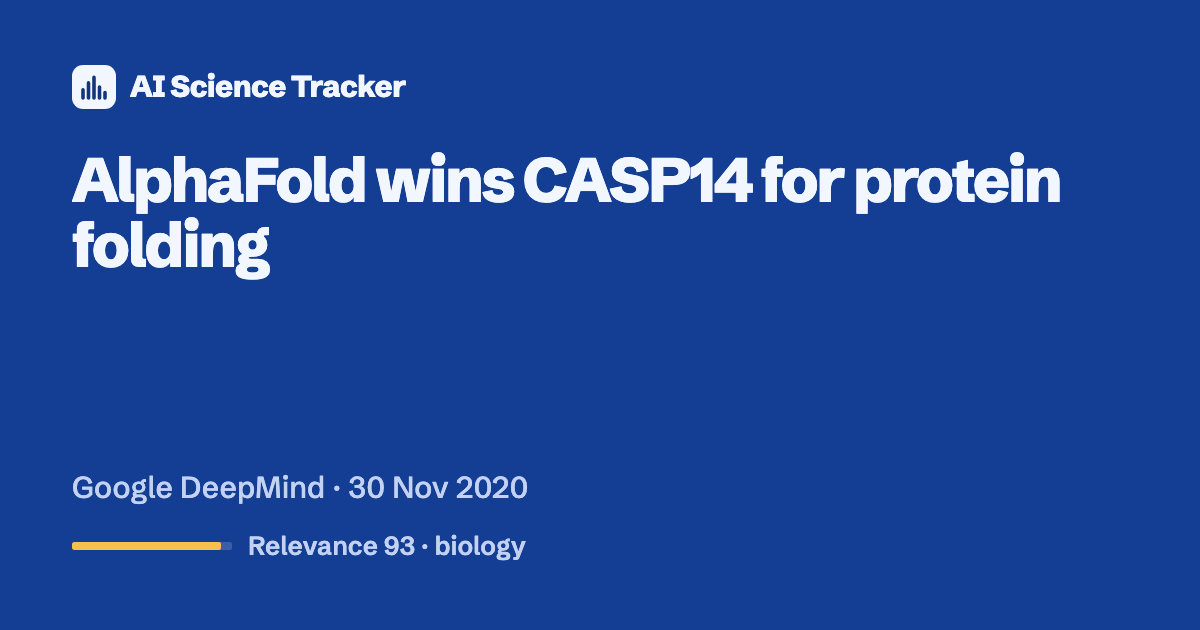 AI Science Tracker
AlphaFold wins CASP14 for protein
folding
Google DeepMind · 30 Nov 2020
Relevance 93 · biology